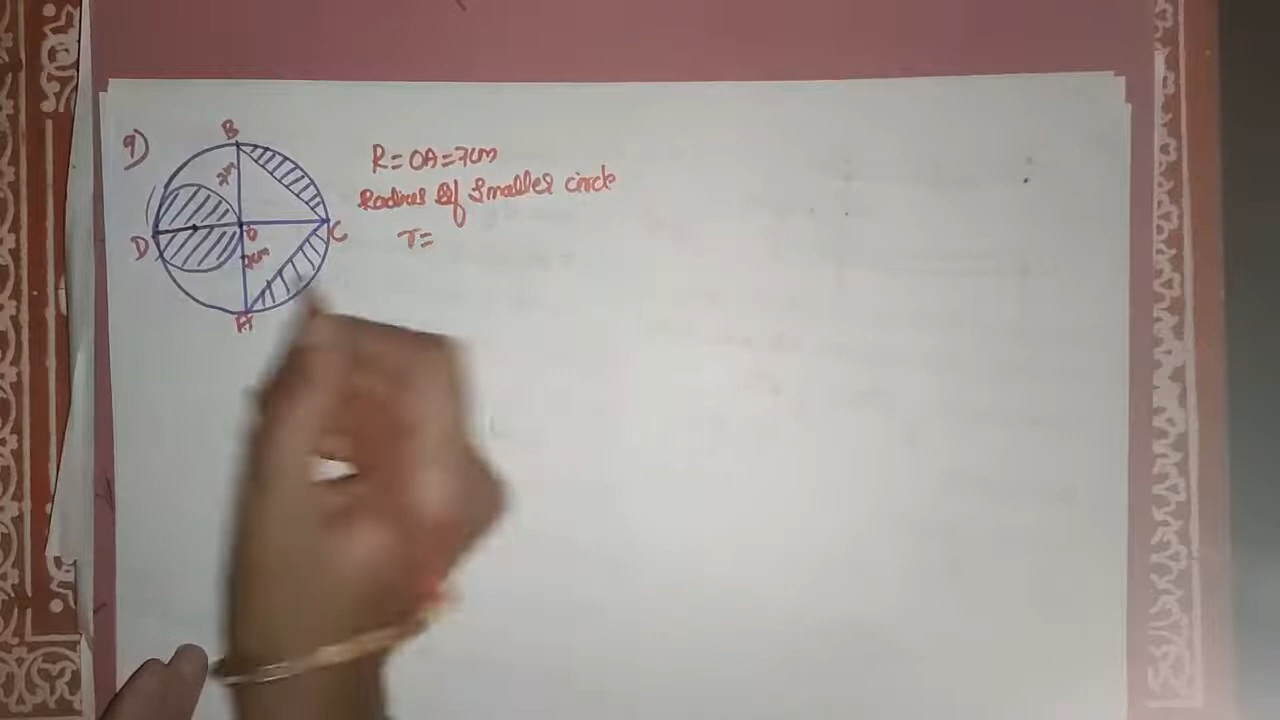 9)
B
R = OA = 7cm
Radius of smaller circle
7cm
D
O
C
r =
7cm
A